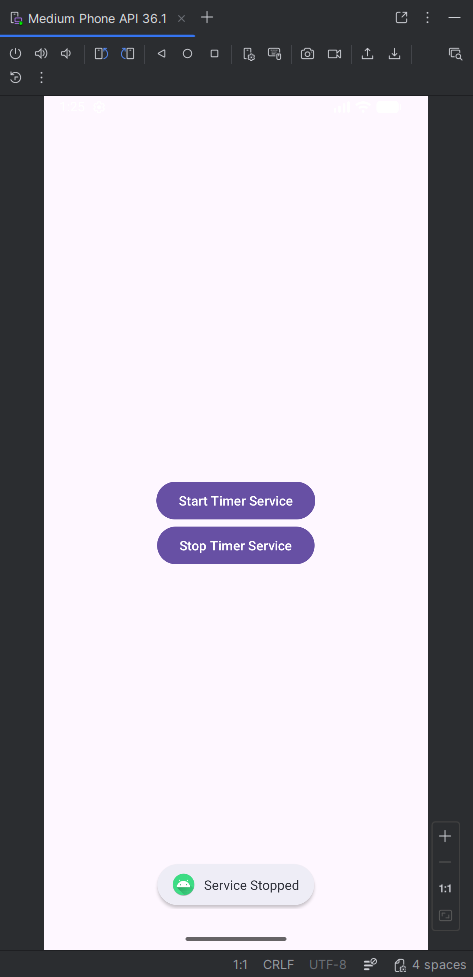 Medium Phone API 36.1
Start Timer Service
Stop Timer Service
Service Stopped
1:1
1:1 CRLF UTF-8 4 spaces